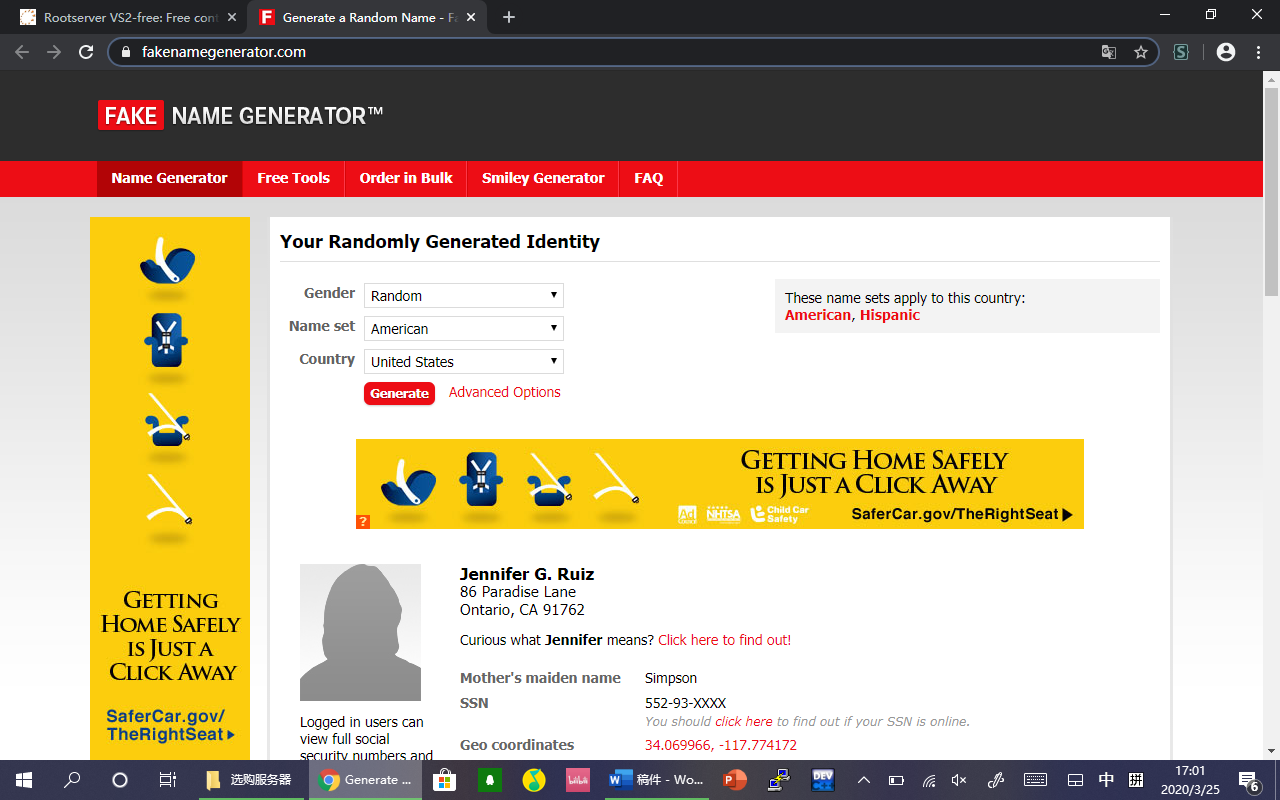 Rootserver VS2-free: Free cont
Generate a Random Name - Fa
fakenamegenerator.com
FAKE NAME GENERATOR™
Name Generator
Free Tools
Order in Bulk
Smiley Generator
FAQ
Your Randomly Generated Identity
Gender
Random
Name set
American
Country
United States
Generate
Advanced Options
These name sets apply to this country:
American, Hispanic
GETTING HOME SAFELY
IS JUST A CLICK AWAY
Ad
NHTSA
Child Car
Safety
SaferCar.gov/TheRightSeat
?
GETTING
HOME SAFELY
IS JUST A
CLICK AWAY
SaferCar.gov/
TheRightSeat
Jennifer G. Ruiz
86 Paradise Lane
Ontario, CA 91762
Curious what Jennifer means? Click here to find out!
Mother's maiden name
Simpson
SSN
552-93-XXXX
You should click here to find out if your SSN is online.
Geo coordinates
34.069966, -117.774172
Logged in users can
view full social
security numbers and
选购服务器
Generate ...
稿件 - Wo...
DEV
中
拼
17:01
2020/3/25
6